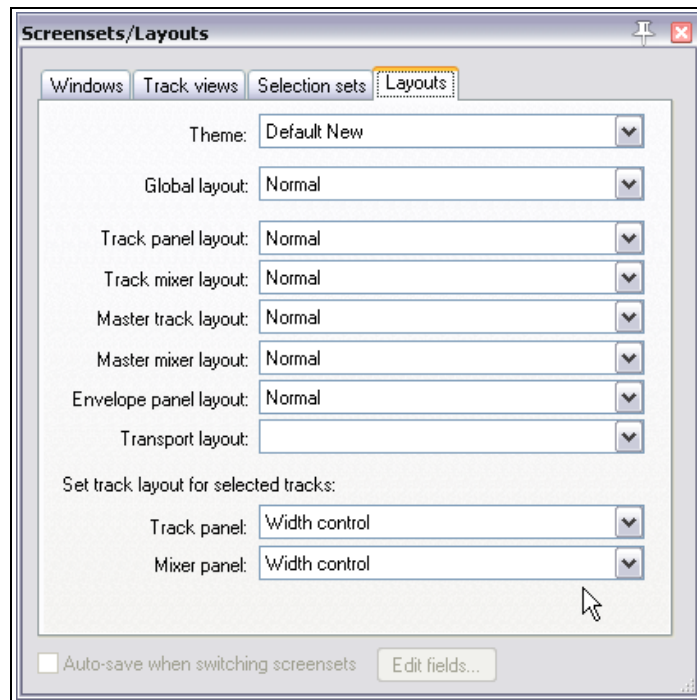 Screensets/Layouts
Windows Track views Selection sets Layouts
Theme: Default New
Global layout: Normal
Track panel layout: Normal
Track mixer layout: Normal
Master track layout: Normal
Master mixer layout: Normal
Envelope panel layout: Normal
Transport layout:
Set track layout for selected tracks:
Track panel: Width control
Mixer panel: Width control
Auto-save when switching screensets Edit fields...